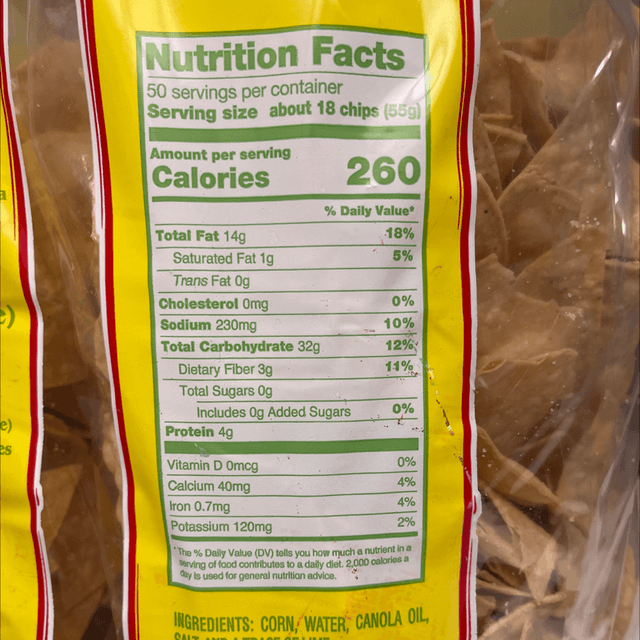 Nutrition Facts
50 servings per container
Serving size about 18 chips (55g)
Amount per serving
Calories 260
% Daily Value*
Total Fat 14g 18%
Saturated Fat 1g 5%
Trans Fat 0g
Cholesterol 0mg 0%
Sodium 230mg 10%
Total Carbohydrate 32g 12%
Dietary Fiber 3g 11%
Total Sugars 0g
Includes 0g Added Sugars 0%
Protein 4g
Vitamin D 0mcg 0%
Calcium 40mg 4%
Iron 0.7mg 4%
Potassium 120mg 2%
*The % Daily Value (DV) tells you how much a nutrient in a
serving of food contributes to a daily diet. 2,000 calories a
day is used for general nutrition advice.
INGREDIENTS: CORN, WATER, CANOLA OIL,